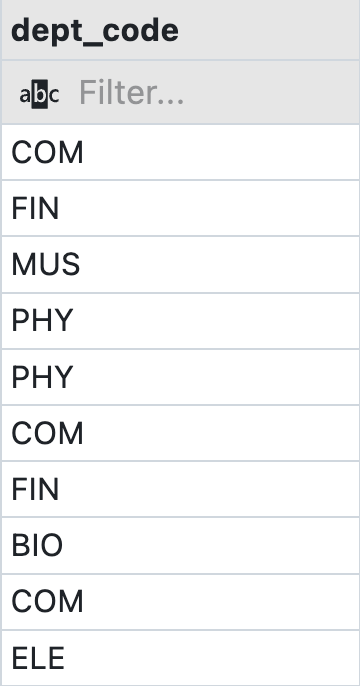 dept_code
abc Filter...
COM
FIN
MUS
PHY
PHY
COM
FIN
BIO
COM
ELE